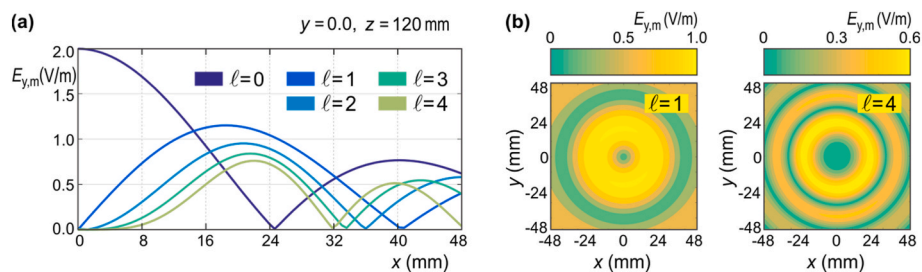 (a)
y = 0.0, z = 120 mm
E_y,m (V/m)
2.0
1.5
1.0
0.5
0.0
ℓ=0
ℓ=1
ℓ=3
ℓ=2
ℓ=4
0 8 16 24 32 40 48
x (mm)
(b)
E_y,m (V/m)
0 0.5 1.0
ℓ=1
y (mm)
48
24
0
-24
-48
-48 -24 0 24 48
x (mm)
E_y,m (V/m)
0 0.3 0.6
ℓ=4
y (mm)
48
24
0
-24
-48
-48 -24 0 24 48
x (mm)